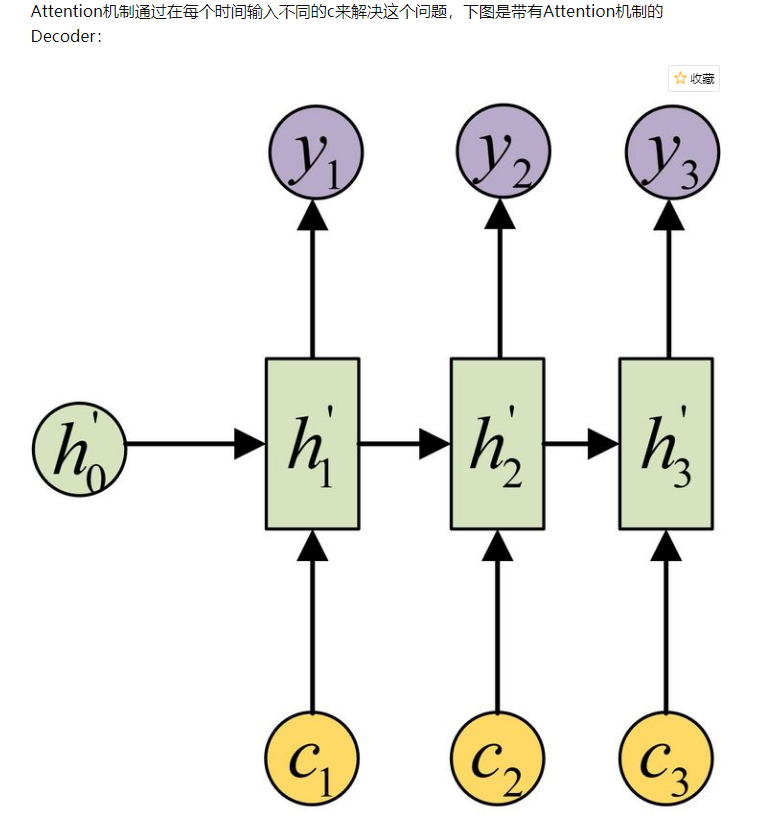 Attention机制通过在每个时间输入不同的c来解决这个问题，下图是带有Attention机制的
Decoder：
收藏
y1 y2 y3
h'0 h'1 h'2 h'3
c1 c2 c3